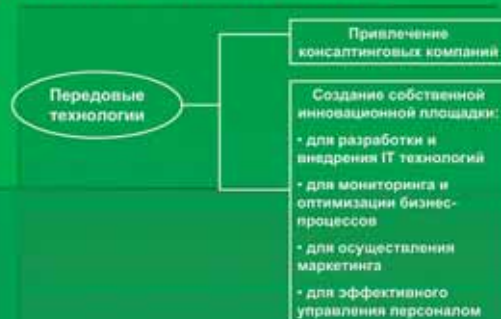 Передовые
технологии
Привлечение
консалтинговых компаний
Создание собственной
инновационной площадки:
• для разработки и
внедрения IT технологий
• для мониторинга и
оптимизации бизнес-
процессов
• для осуществления
маркетинга
• для эффективного
управления персоналом